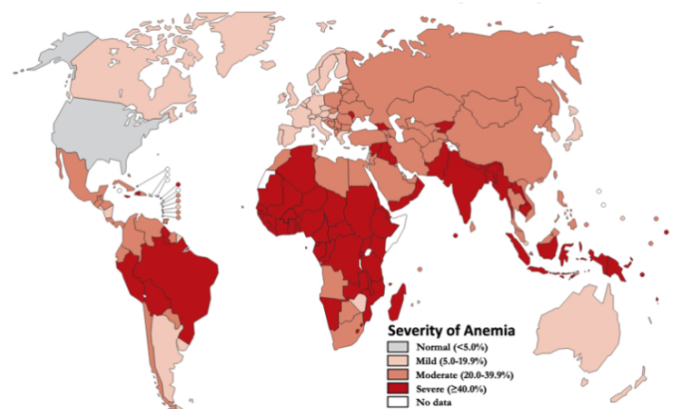 Severity of Anemia
Normal (<5.0%)
Mild (5.0-19.9%)
Moderate (20.0-39.9%)
Severe (≥40.0%)
No data